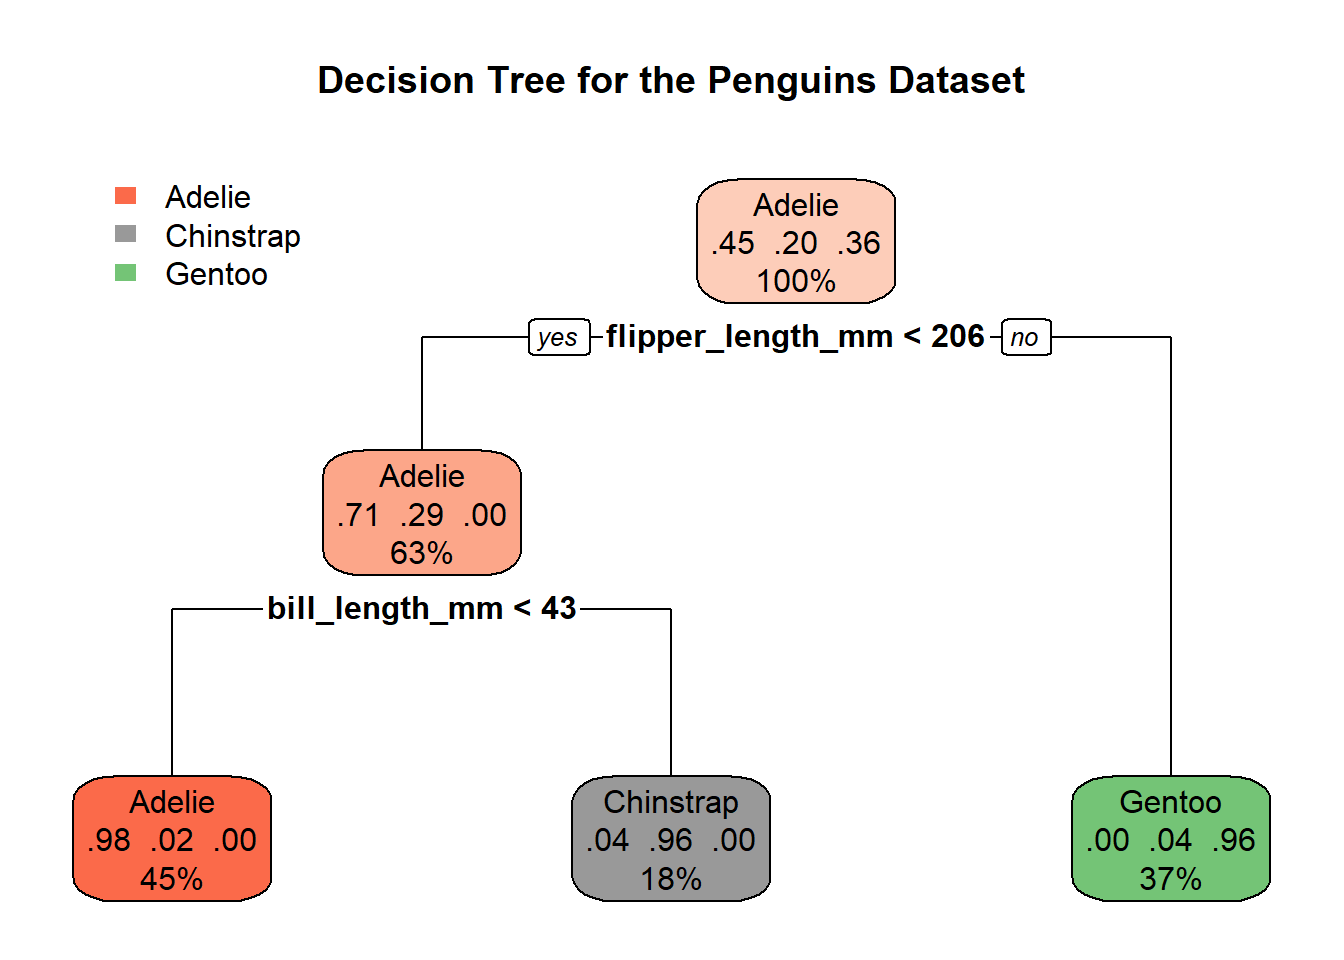 Decision Tree for the Penguins Dataset
Adelie
Chinstrap
Gentoo
Adelie
.45 .20 .36
100%
yes flipper_length_mm < 206 no
Adelie
.71 .29 .00
63%
bill_length_mm < 43
Adelie
.98 .02 .00
45%
Chinstrap
.04 .96 .00
18%
Gentoo
.00 .04 .96
37%